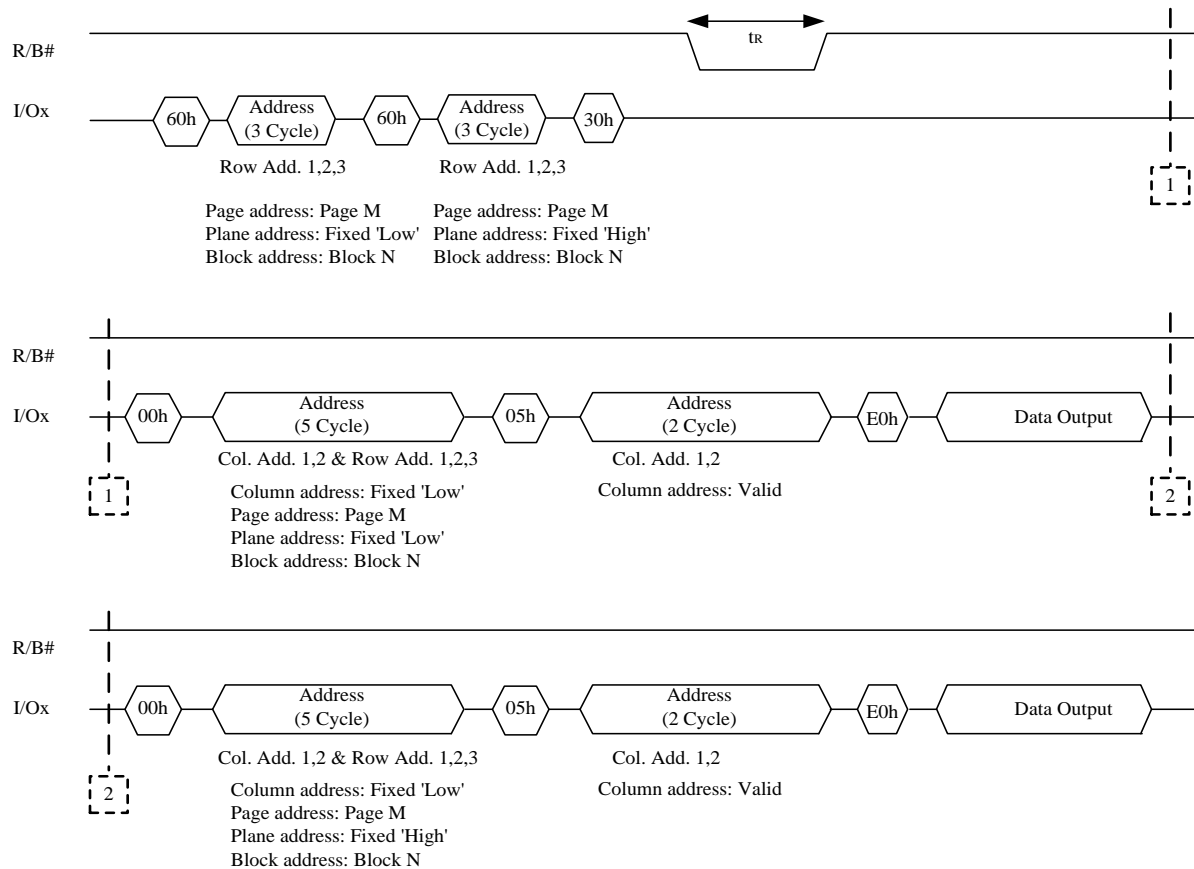 tR
R/B#
I/Ox
60h
Address
(3 Cycle)
60h
Address
(3 Cycle)
30h
Row Add. 1,2,3
Row Add. 1,2,3
1
Page address: Page M
Plane address: Fixed 'Low'
Block address: Block N
Page address: Page M
Plane address: Fixed 'High'
Block address: Block N
R/B#
I/Ox
00h
Address
(5 Cycle)
05h
Address
(2 Cycle)
E0h
Data Output
Col. Add. 1,2 & Row Add. 1,2,3
Col. Add. 1,2
1
Column address: Fixed 'Low'
Page address: Page M
Plane address: Fixed 'Low'
Block address: Block N
Column address: Valid
2
R/B#
I/Ox
00h
Address
(5 Cycle)
05h
Address
(2 Cycle)
E0h
Data Output
Col. Add. 1,2 & Row Add. 1,2,3
Col. Add. 1,2
2
Column address: Fixed 'Low'
Page address: Page M
Plane address: Fixed 'High'
Block address: Block N
Column address: Valid